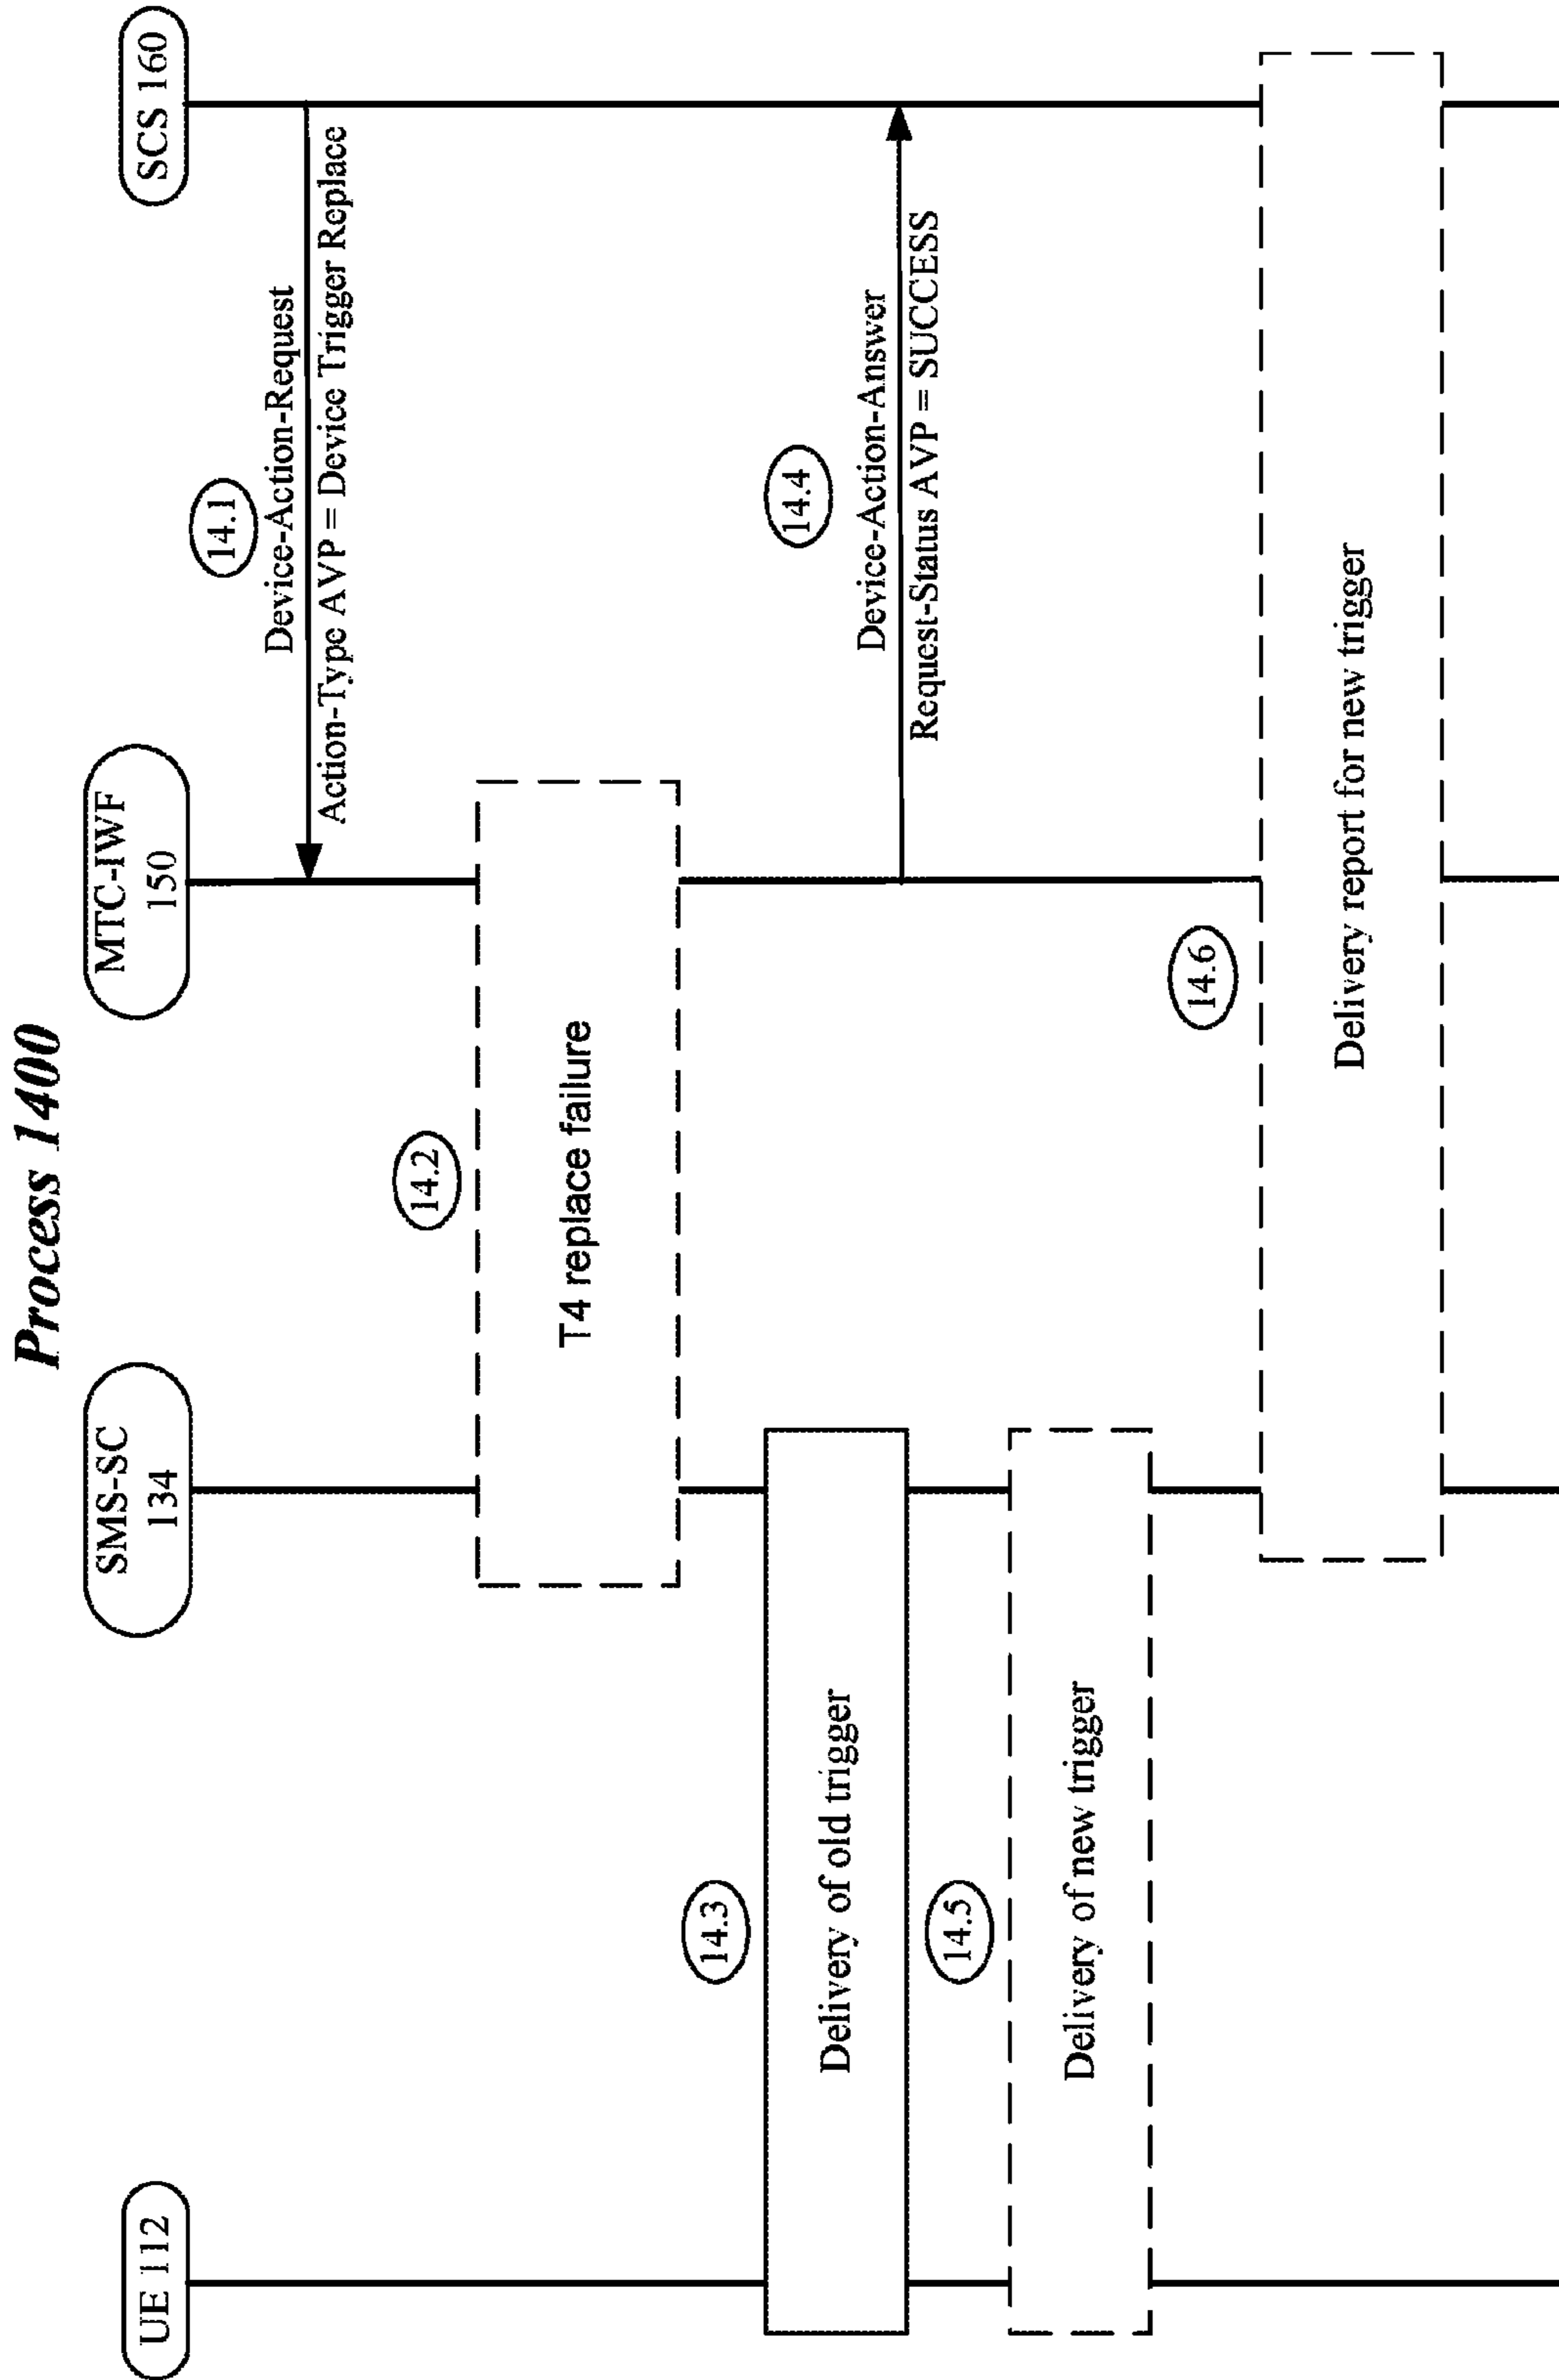 Process 1400
UE 112
SMS-SC
134
MTC-IWF
150
SCS 160
14.1
Device-Action-Request
Action-Type AVP = Device Trigger Replace
14.2
T4 replace failure
14.3
Delivery of old trigger
14.4
Device-Action-Answer
Request-Status AVP = SUCCESS
14.5
Delivery of new trigger
14.6
Delivery report for new trigger